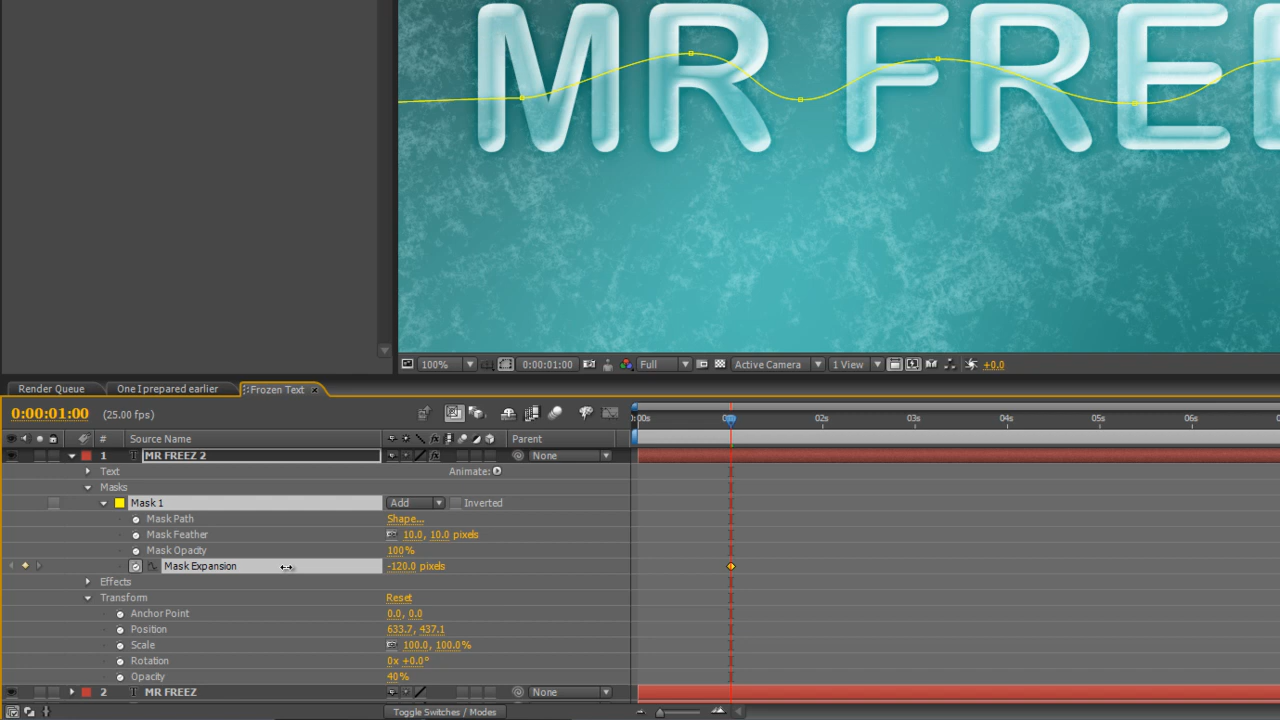 MR FREE
100%
0:00:01:00
Full
Active Camera
1 View
+0.0
Render Queue
One I prepared earlier
Frozen Text
0:00:01:00
(25.00 fps)
02s
03s
04s
05s
06s
#
Source Name
Parent
1
MR FREEZ 2
None
Text
Animate:
Masks
Mask 1
Add
Inverted
Mask Path
Shape...
Mask Feather
10.0, 10.0 pixels
Mask Opacity
100%
Mask Expansion
-120.0 pixels
Effects
Transform
Reset
Anchor Point
0.0, 0.0
Position
633.7, 437.1
Scale
100.0, 100.0%
Rotation
0x +0.0°
Opacity
40%
2
MR FREEZ
None
Toggle Switches / Modes